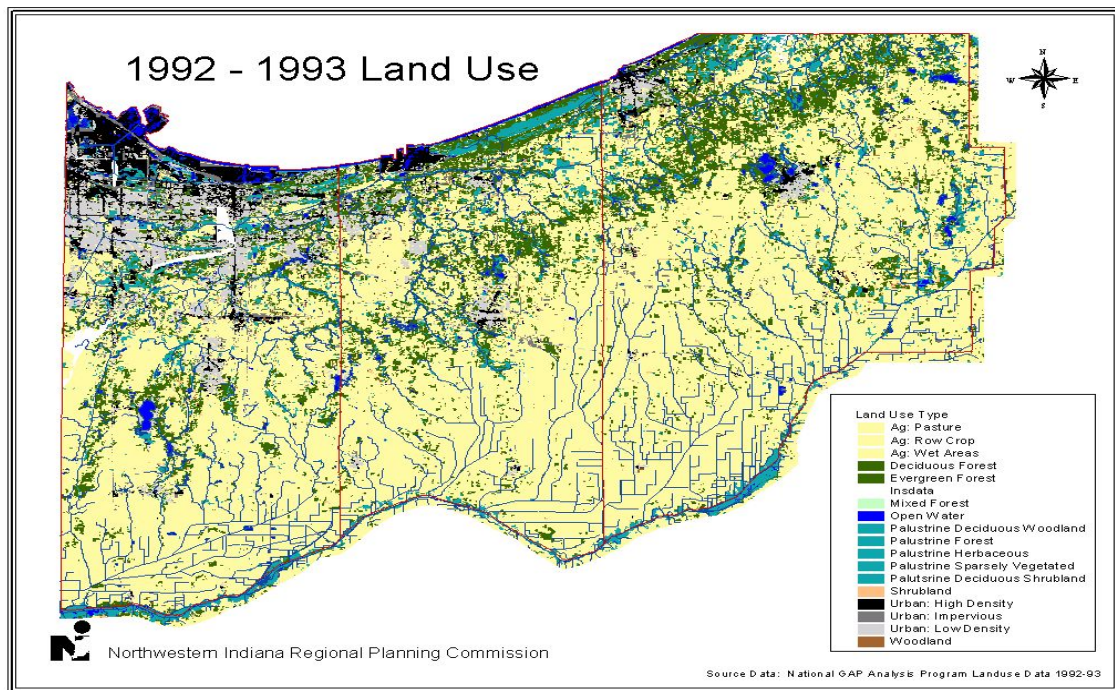 1992 - 1993 Land Use
N
W E
S
Land Use Type
Ag: Pasture
Ag: Row Crop
Ag: Wet Areas
Deciduous Forest
Evergreen Forest
Insdata
Mixed Forest
Open Water
Palustrine Deciduous Woodland
Palustrine Forest
Palustrine Herbaceous
Palustrine Sparsely Vegetated
Palutsrine Deciduous Shrubland
Shrubland
Urban: High Density
Urban: Impervious
Urban: Low Density
Woodland
Northwestern Indiana Regional Planning Commission
Source Data: National GAP Analysis Program Landuse Data 1992-93